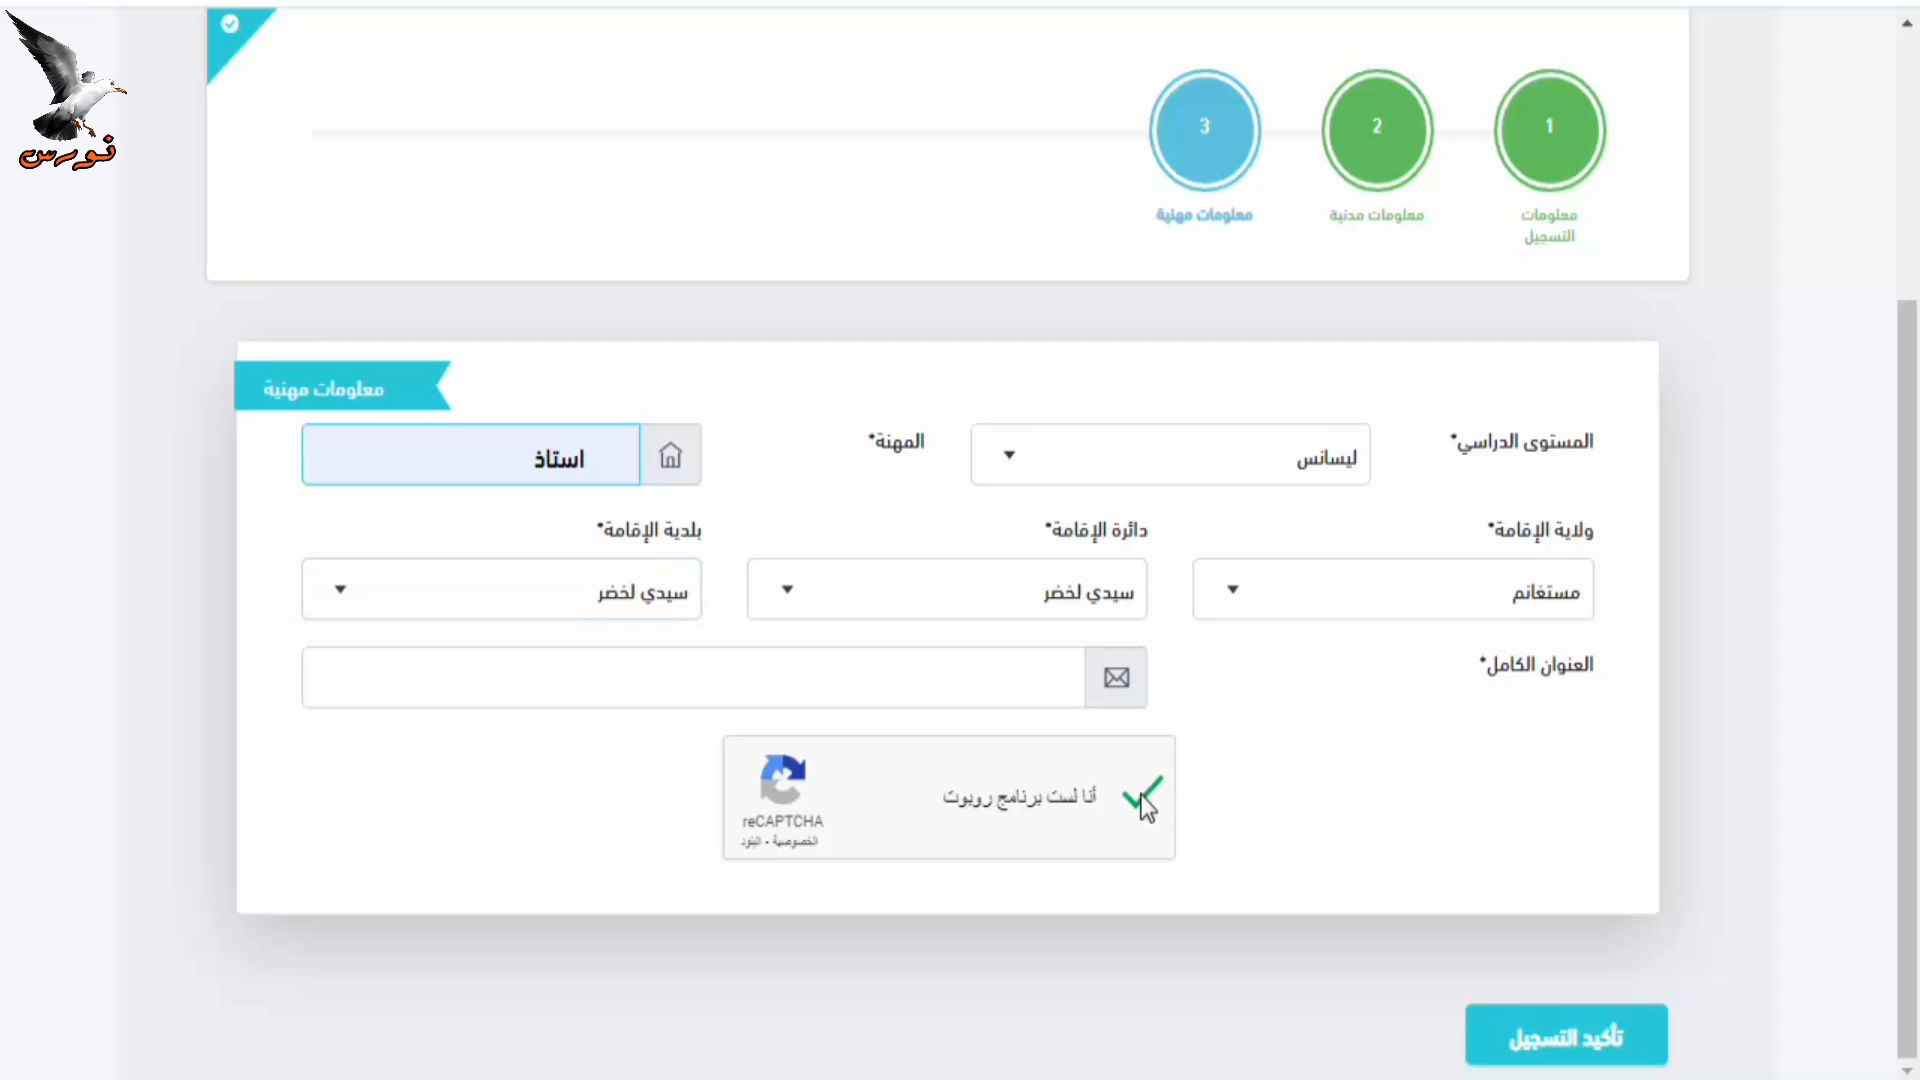 نورس
1
2
3
معلومات
التسجيل
معلومات مدنية
معلومات مهنية
معلومات مهنية
المستوى الدراسي*
ليسانس
المهنة*
استاذ
ولاية الإقامة*
دائرة الإقامة*
بلدية الإقامة*
مستغانم
سيدي لخضر
سيدي لخضر
العنوان الكامل*
أنا لست برنامج روبوت
reCAPTCHA
الخصوصية - البنود
تأكيد التسجيل